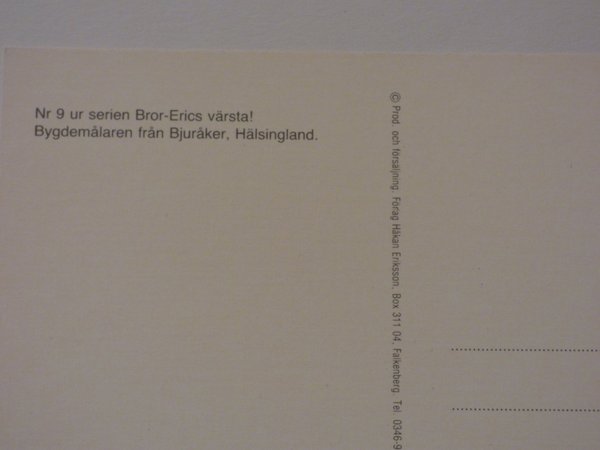 Nr 9 ur serien Bror-Erics värsta!
Bygdemålaren från Bjuråker, Hälsingland.
© Prod. och försäljning. Förag Håkan Eriksson, Box 311 04, Falkenberg. Tel. 0346-9